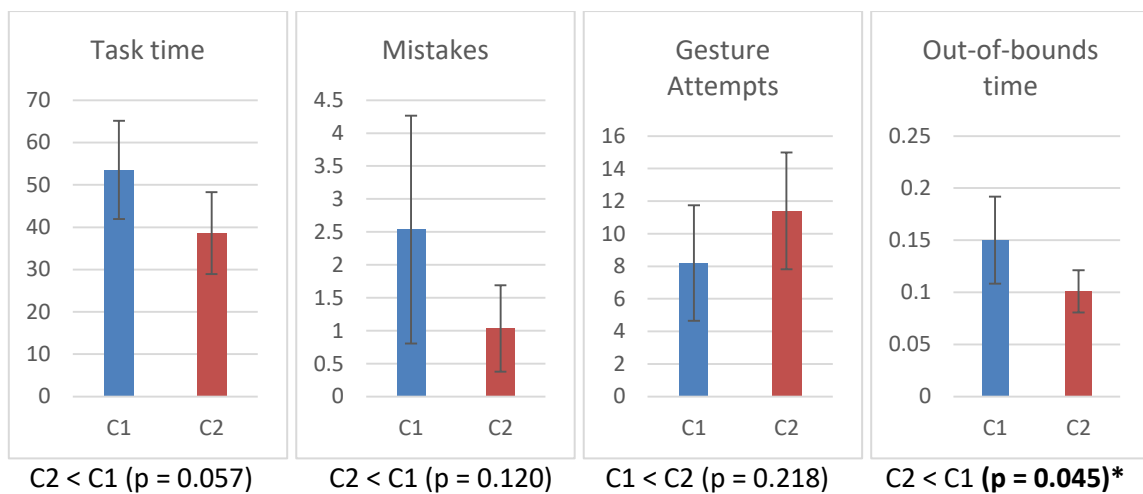 Task time
70
60
50
40
30
20
10
0
C1 C2
C2 < C1 (p = 0.057)
Mistakes
4.5
4
3.5
3
2.5
2
1.5
1
0.5
0
C1 C2
C2 < C1 (p = 0.120)
Gesture
Attempts
16
14
12
10
8
6
4
2
0
C1 C2
C1 < C2 (p = 0.218)
Out-of-bounds
time
0.25
0.2
0.15
0.1
0.05
0
C1 C2
C2 < C1 (p = 0.045)*